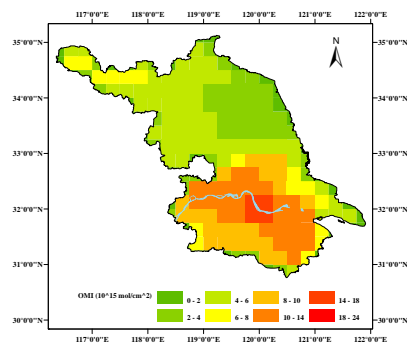 117°0'0"E 118°0'0"E 119°0'0"E 120°0'0"E 121°0'0"E 122°0'0"E
N
35°0'0"N 35°0'0"N
34°0'0"N 34°0'0"N
33°0'0"N 33°0'0"N
32°0'0"N 32°0'0"N
31°0'0"N 31°0'0"N
OMI (10^15 mol/cm^2) 0 - 2 4 - 6 8 - 10 14 - 18
2 - 4 6 - 8 10 - 14 18 - 24
30°0'0"N 30°0'0"N
117°0'0"E 118°0'0"E 119°0'0"E 120°0'0"E 121°0'0"E 122°0'0"E